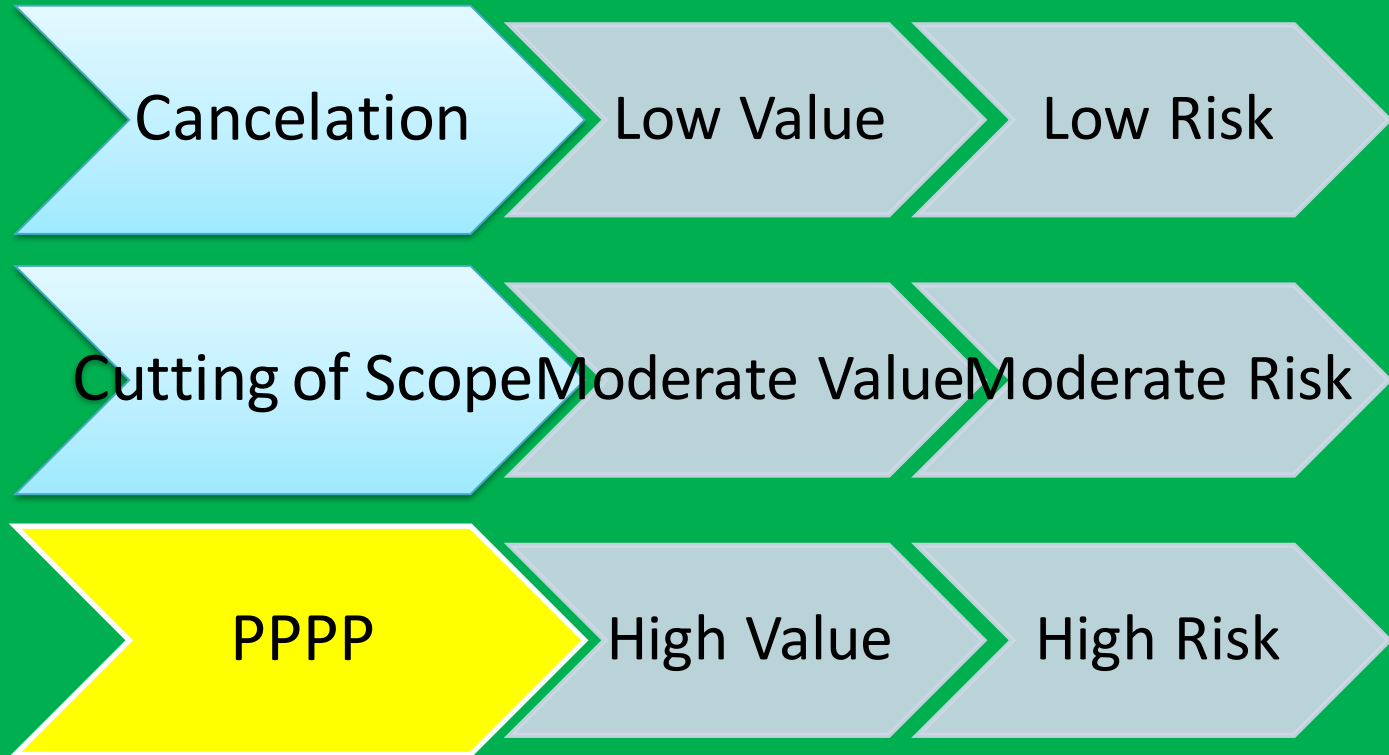 Cancelation Low Value Low Risk
Cutting of Scope Moderate Value Moderate Risk
PPPP High Value High Risk